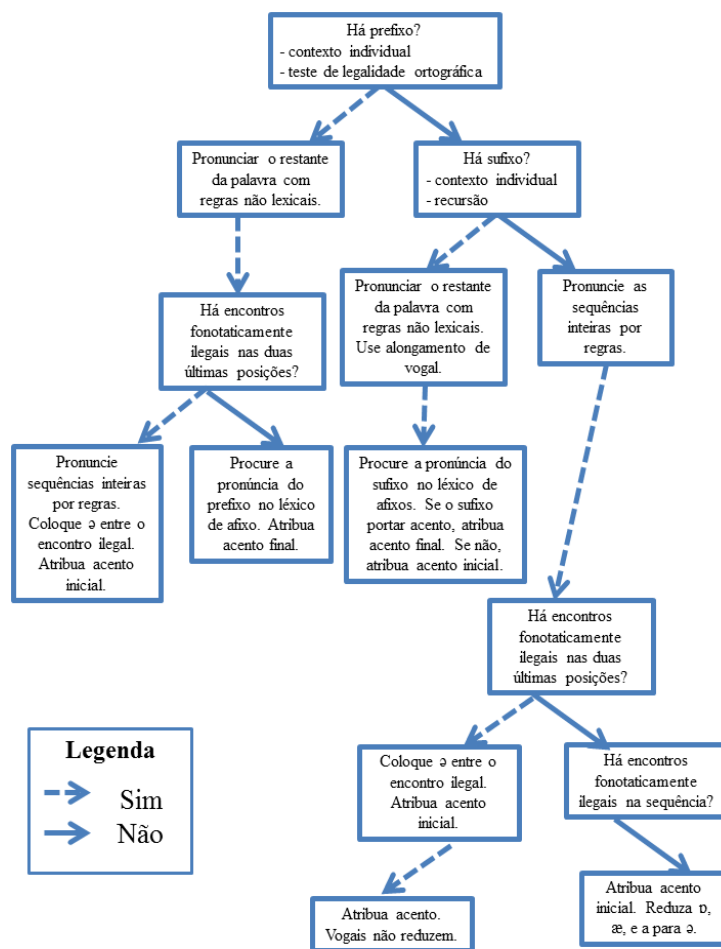 Há prefixo?
- contexto individual
- teste de legalidade ortográfica
Pronunciar o restante
da palavra com
regras não lexicais.
Há sufixo?
- contexto individual
- recursão
Há encontros
fonotaticamente
ilegais nas duas
últimas posições?
Pronunciar o restante
da palavra com
regras não lexicais.
Use alongamento de
vogal.
Pronuncie as
sequências
inteiras por
regras.
Pronuncie
sequências inteiras
por regras.
Coloque ə entre o
encontro ilegal.
Atribua acento
inicial.
Procure a
pronúncia do
prefixo no léxico
de afixo. Atribua
acento final.
Procure a pronúncia do
sufixo no léxico de
afixos. Se o sufixo
portar acento, atribua
acento final. Se não,
atribua acento inicial.
Há encontros
fonotaticamente
ilegais nas duas
últimas posições?
Legenda
Sim
Não
Coloque ə entre o
encontro ilegal.
Atribua acento
inicial.
Há encontros
fonotaticamente
ilegais na sequência?
Atribua acento.
Vogais não reduzem.
Atribua acento
inicial. Reduza ɒ,
æ, e a para ə.